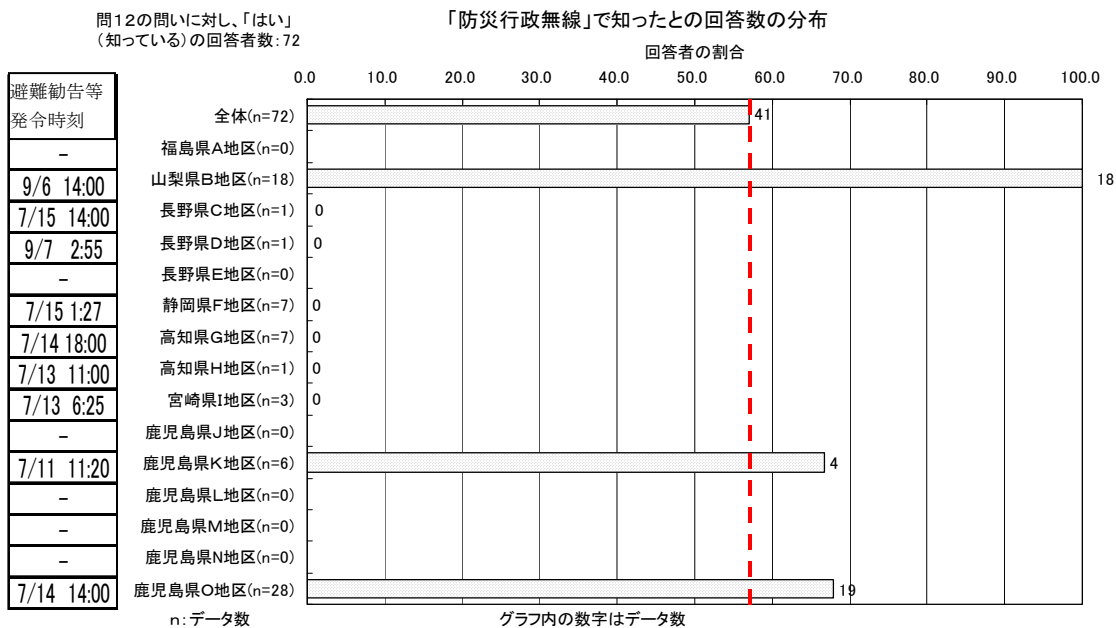 問12の問いに対し、「はい」
（知っている）の回答者数：72
「防災行政無線」で知ったとの回答数の分布
回答者の割合
避難勧告等
発令時刻
0.0 10.0 20.0 30.0 40.0 50.0 60.0 70.0 80.0 90.0 100.0
全体(n=72) 41
－ 福島県A地区(n=0)
9/6 14:00 山梨県B地区(n=18) 18
7/15 14:00 長野県C地区(n=1) 0
9/7 2:55 長野県D地区(n=1) 0
－ 長野県E地区(n=0)
7/15 1:27 静岡県F地区(n=7) 0
7/14 18:00 高知県G地区(n=7) 0
7/13 11:00 高知県H地区(n=1) 0
7/13 6:25 宮崎県I地区(n=3) 0
－ 鹿児島県J地区(n=0)
7/11 11:20 鹿児島県K地区(n=6) 4
－ 鹿児島県L地区(n=0)
－ 鹿児島県M地区(n=0)
－ 鹿児島県N地区(n=0)
7/14 14:00 鹿児島県O地区(n=28) 19
n：データ数 グラフ内の数字はデータ数